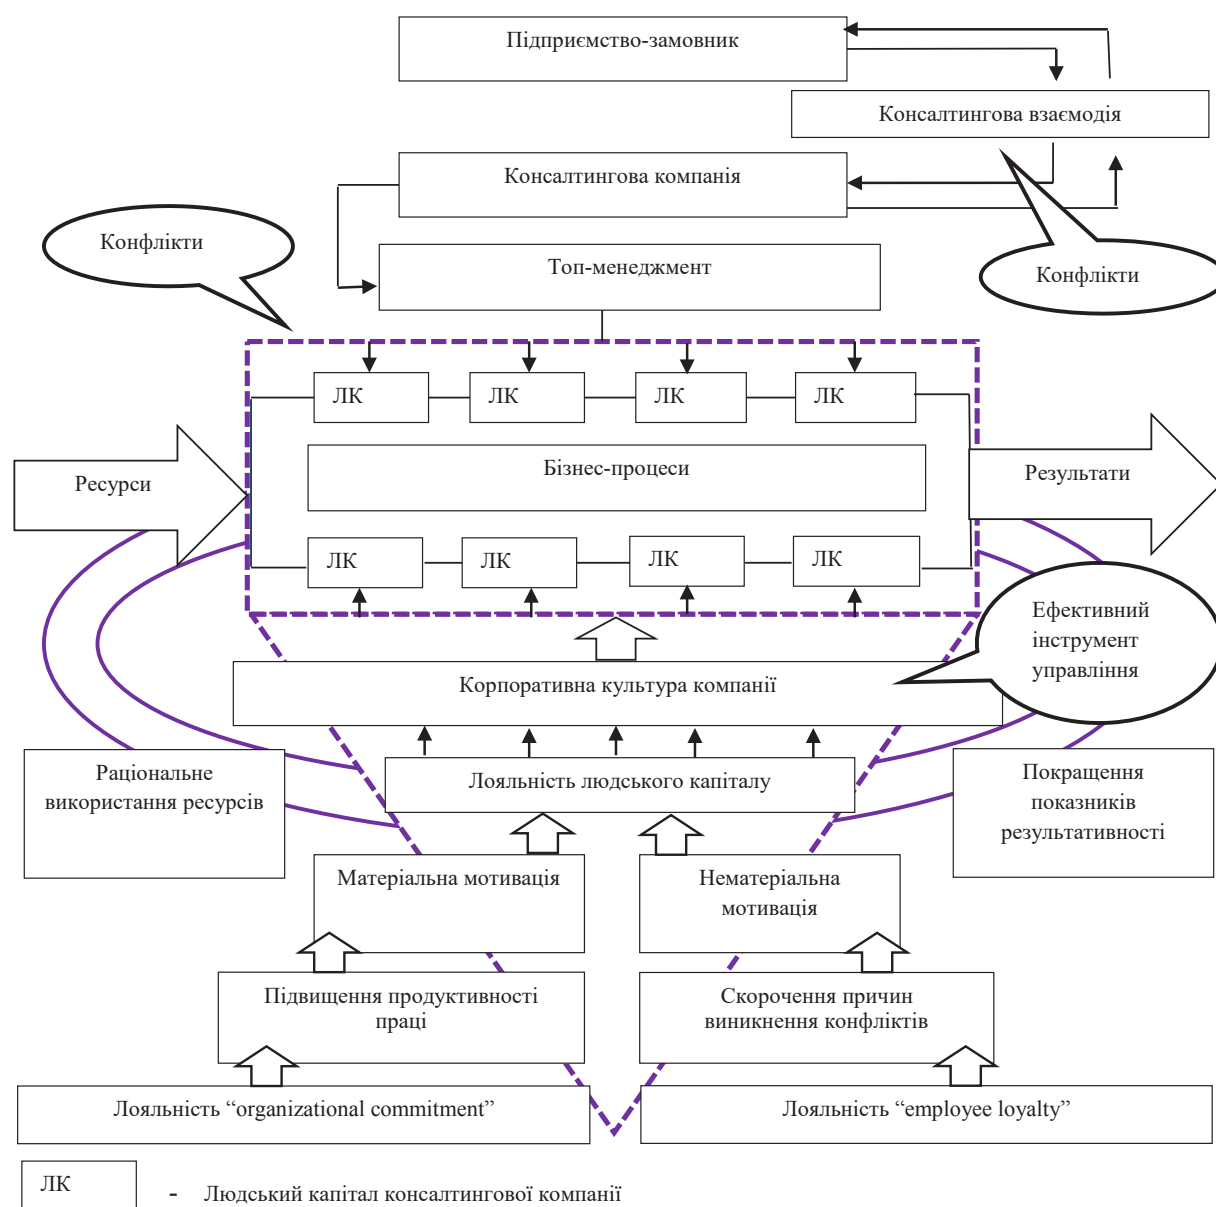 Підприємство-замовник
Консалтингова взаємодія
Консалтингова компанія
Конфлікти
Топ-менеджмент
Конфлікти
ЛК
ЛК
ЛК
ЛК
Ресурси
Бізнес-процеси
Результати
ЛК
ЛК
ЛК
ЛК
Ефективний
інструмент
управління
Корпоративна культура компанії
Раціональне
використання ресурсів
Лояльність людського капіталу
Покращення
показників
результативності
Матеріальна мотивація
Нематеріальна
мотивація
Підвищення продуктивності
праці
Скорочення причин
виникнення конфліктів
Лояльність “organizational commitment”
Лояльність “employee loyalty”
ЛК - Людський капітал консалтингової компанії